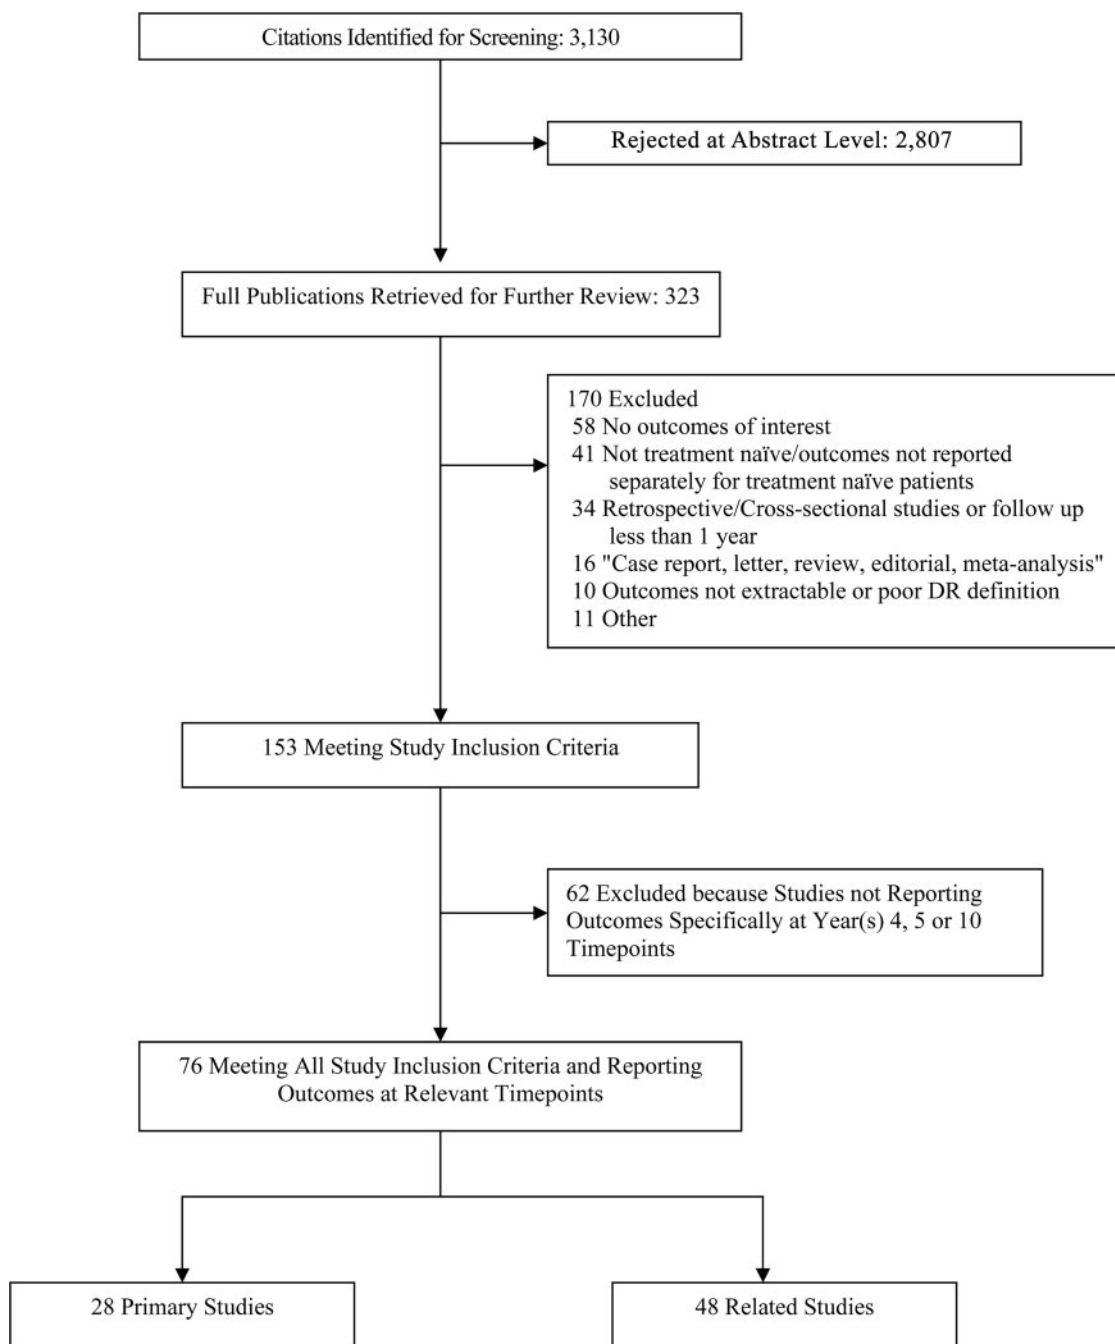 Citations Identified for Screening: 3,130
Rejected at Abstract Level: 2,807
Full Publications Retrieved for Further Review: 323
170 Excluded
58 No outcomes of interest
41 Not treatment naïve/outcomes not reported
separately for treatment naïve patients
34 Retrospective/Cross-sectional studies or follow up
less than 1 year
16 "Case report, letter, review, editorial, meta-analysis"
10 Outcomes not extractable or poor DR definition
11 Other
153 Meeting Study Inclusion Criteria
62 Excluded because Studies not Reporting
Outcomes Specifically at Year(s) 4, 5 or 10
Timepoints
76 Meeting All Study Inclusion Criteria and Reporting
Outcomes at Relevant Timepoints
28 Primary Studies
48 Related Studies